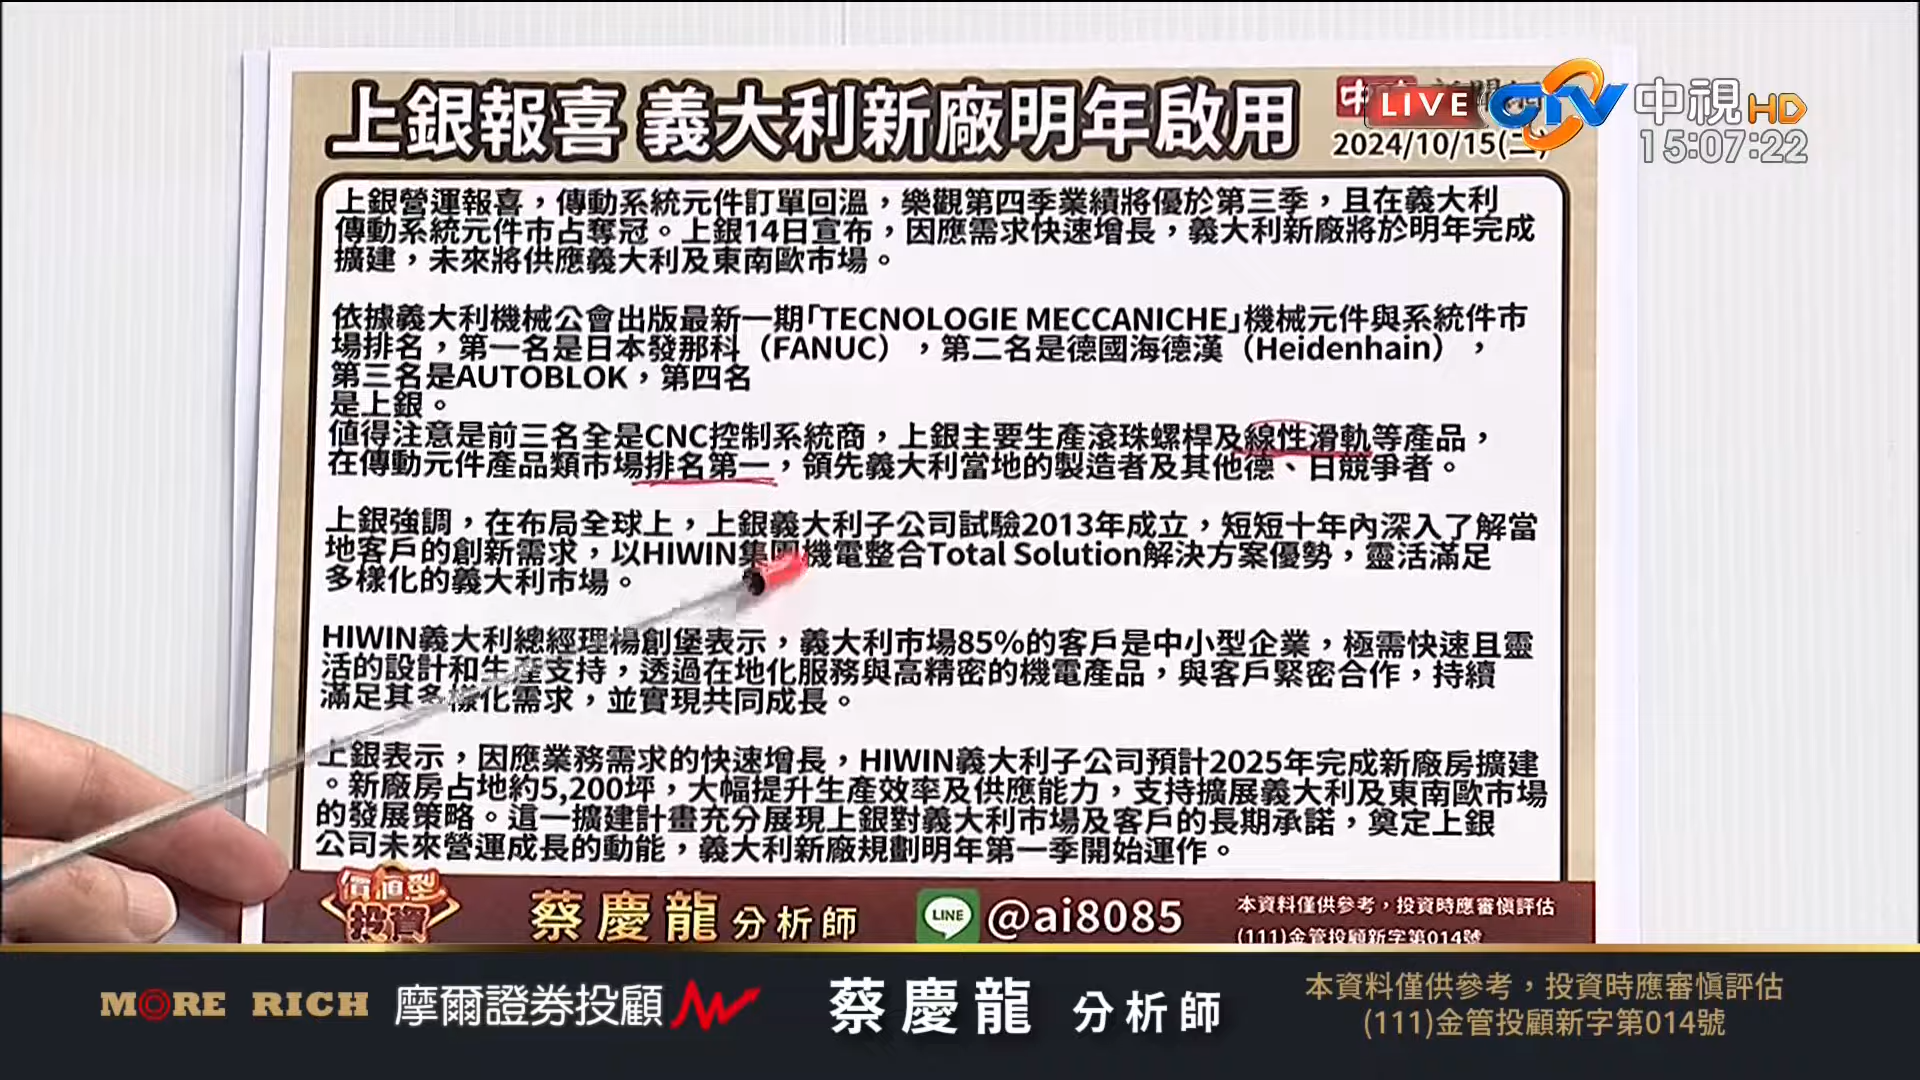 上銀報喜 義大利新廠明年啟用
LIVE
CTV 中視HD
2024/10/15(二)
15:07:22
上銀營運報喜，傳動系統元件訂單回溫，樂觀第四季業績將優於第三季，且在義大利
傳動系統元件市占奪冠。上銀14日宣布，因應需求快速增長，義大利新廠將於明年完成
擴建，未來將供應義大利及東南歐市場。
依據義大利機械公會出版最新一期「TECNOLOGIE MECCANICHE」機械元件與系統件市
場排名，第一名是日本發那科（FANUC），第二名是德國海德漢（Heidenhain），
第三名是AUTOBLOK，第四名
是上銀。
值得注意是前三名全是CNC控制系統商，上銀主要生產滾珠螺桿及線性滑軌等產品，
在傳動元件產品類市場排名第一，領先義大利當地的製造者及其他德、日競爭者。
上銀強調，在布局全球上，上銀義大利子公司試驗2013年成立，短短十年內深入了解當
地客戶的創新需求，以HIWIN集團機電整合Total Solution解決方案優勢，靈活滿足
多樣化的義大利市場。
HIWIN義大利總經理楊創堡表示，義大利市場85%的客戶是中小型企業，極需快速且靈
活的設計和生產支持，透過在地化服務與高精密的機電產品，與客戶緊密合作，持續
滿足其多樣化需求，並實現共同成長。
上銀表示，因應業務需求的快速增長，HIWIN義大利子公司預計2025年完成新廠房擴建
。新廠房占地約5,200坪，大幅提升生產效率及供應能力，支持擴展義大利及東南歐市場
的發展策略。這一擴建計畫充分展現上銀對義大利市場及客戶的長期承諾，奠定上銀
公司未來營運成長的動能，義大利新廠規劃明年第一季開始運作。
價值型
投資
蔡慶龍 分析師
LINE @ai8085
本資料僅供參考，投資時應審慎評估
(111)金管投顧新字第014號
MORE RICH 摩爾證券投顧
蔡慶龍 分析師
本資料僅供參考，投資時應審慎評估
(111)金管投顧新字第014號